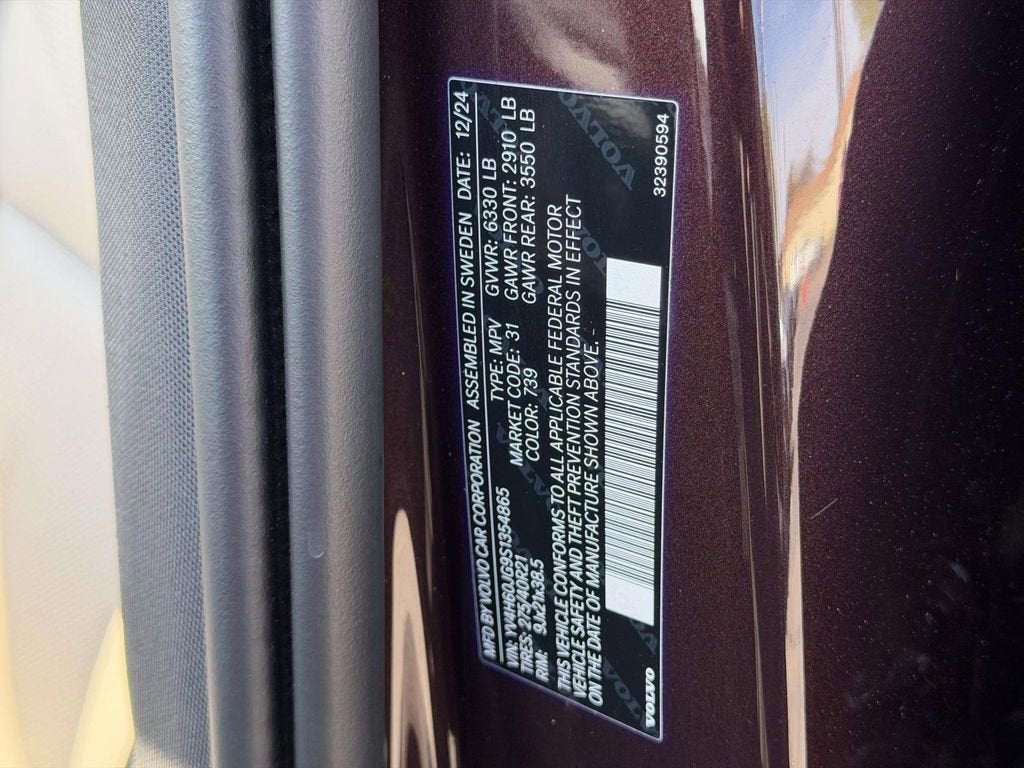 MFD BY VOLVO CAR CORPORATION ASSEMBLED IN SWEDEN DATE: 12/24
VIN: YV4H60JG9S1354865 TYPE: MPV GVWR: 6330 LB
TIRES: 275/40R21 MARKET CODE: 31 GAWR FRONT: 2910 LB
RIM: 9Jx21x38.5 COLOR: 739 GAWR REAR: 3550 LB
THIS VEHICLE CONFORMS TO ALL APPLICABLE FEDERAL MOTOR
VEHICLE SAFETY AND THEFT PREVENTION STANDARDS IN EFFECT
ON THE DATE OF MANUFACTURE SHOWN ABOVE.
VOLVO 32390594